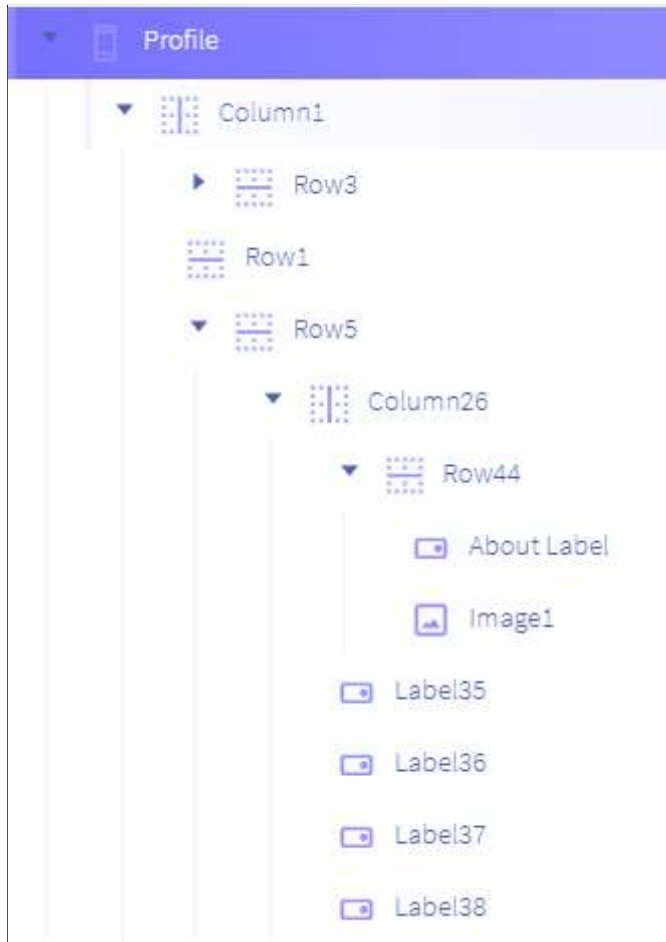 Profile
Column1
Row3
Row1
Row5
Column26
Row44
About Label
Image1
Label35
Label36
Label37
Label38